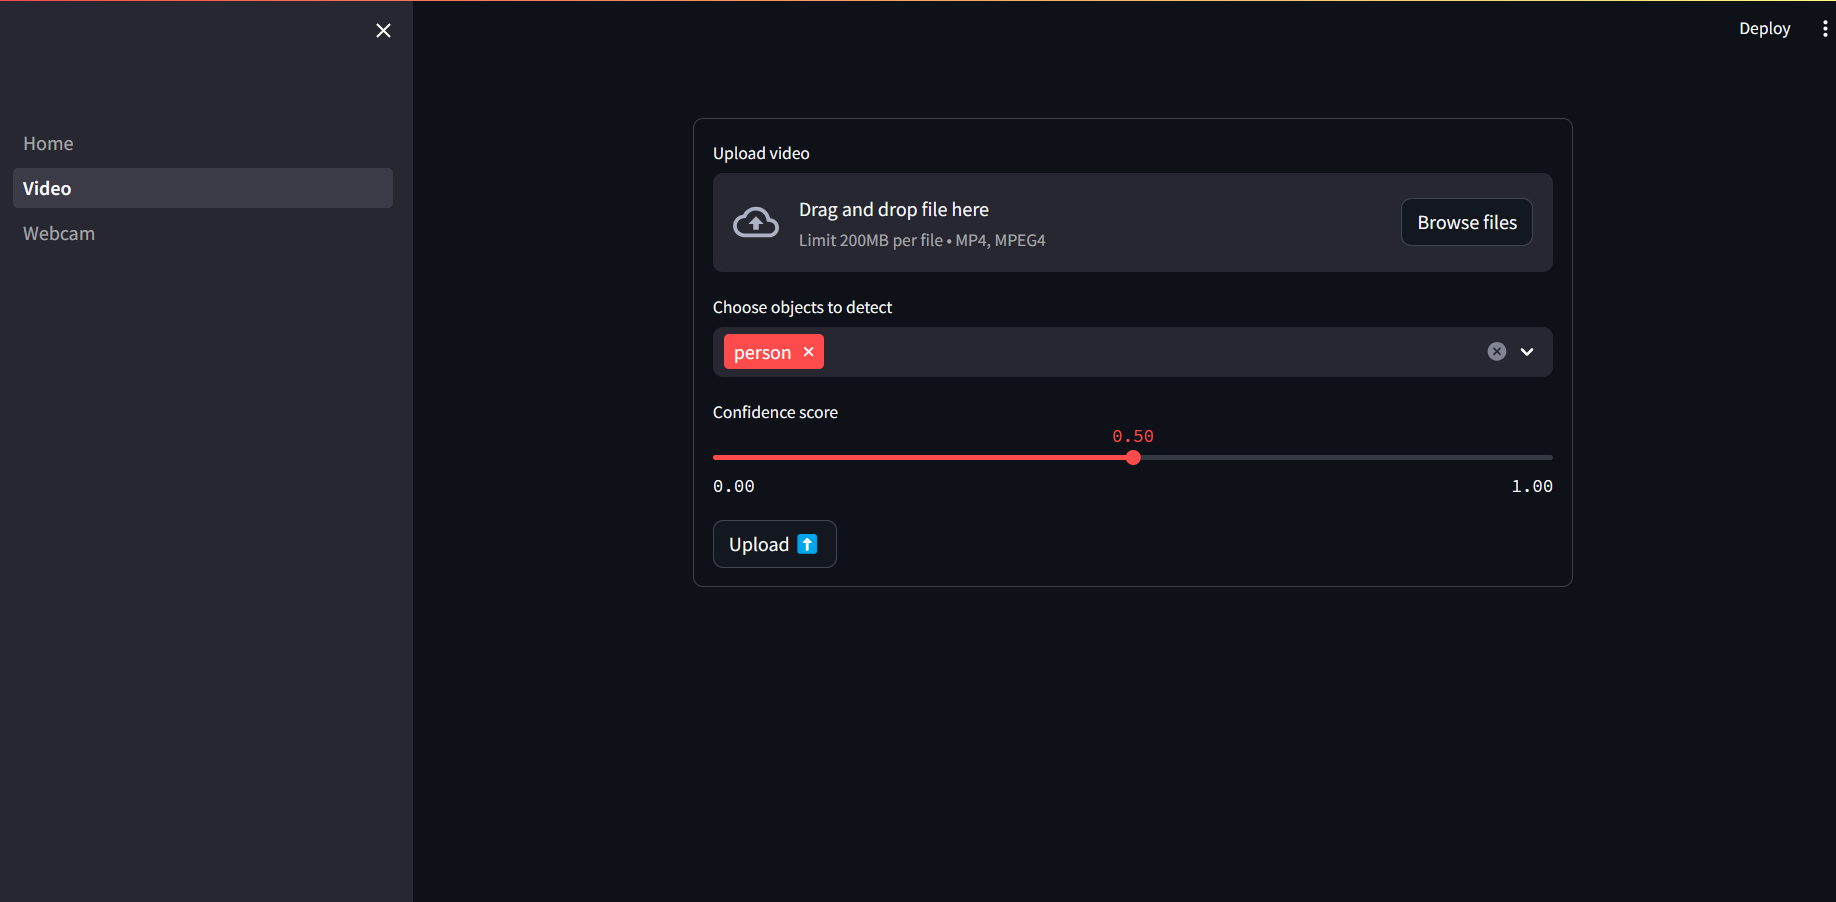 Deploy
Home
Video
Webcam
Upload video
Drag and drop file here
Limit 200MB per file • MP4, MPEG4
Browse files
Choose objects to detect
person
Confidence score
0.50
0.00 1.00
Upload